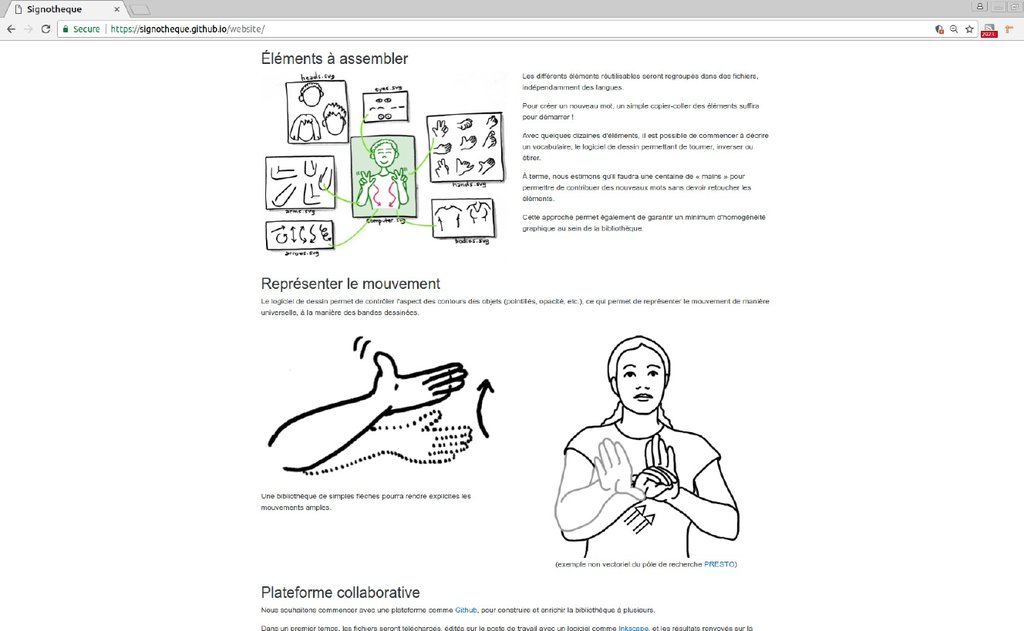 Signotheque
Secure
https://signotheque.github.io/website/
2021
Éléments à assembler
heads.svg
eyes.svg
hands.svg
arms.svg
computer.svg
bodies.svg
arrows.svg
Les différents éléments réutilisables seront regroupés dans des fichiers,
indépendamment des langues.
Pour créer un nouveau mot, un simple copier-coller des éléments suffira
pour démarrer !
Avec quelques dizaines d'éléments, il est possible de commencer à décrire
un vocabulaire, le logiciel de dessin permettant de tourner, inverser ou
étirer.
À terme, nous estimons qu'il faudra une centaine de « mains » pour
permettre de contribuer des nouveaux mots sans devoir retoucher les
éléments.
Cette approche permet également de garantir un minimum d'homogénéité
graphique au sein de la bibliothèque.
Représenter le mouvement
Le logiciel de dessin permet de contrôler l'aspect des contours des objets (pointillés, opacité, etc.), ce qui permet de représenter le mouvement de manière
universelle, à la manière des bandes dessinées.
Une bibliothèque de simples flèches pourra rendre explicites les
mouvements amples.
(exemple non vectoriel du pôle de recherche PRESTO)
Plateforme collaborative
Nous souhaitons commencer avec une plateforme comme Github, pour construire et enrichir la bibliothèque à plusieurs.
Dans un premier temps, les fichiers seront téléchargés, édités sur le poste de travail avec un logiciel comme Inkscape, et les résultats renvoyés sur la